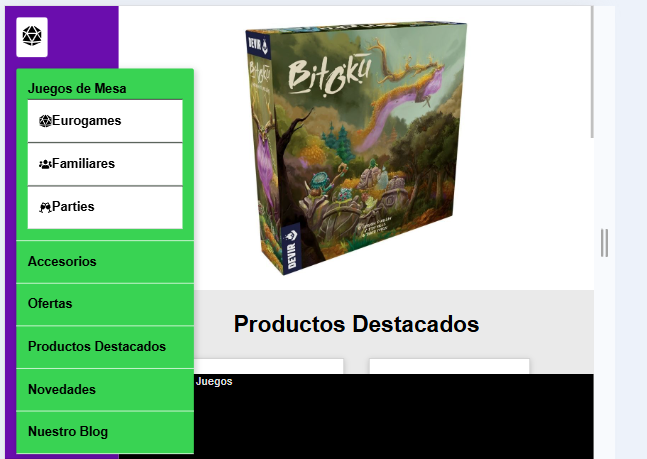 Juegos de Mesa
Eurogames
Familiares
Parties
Accesorios
Ofertas
Productos Destacados
Novedades
Nuestro Blog
DEVIR
Bitoku
DEVIR
Productos Destacados
Juegos